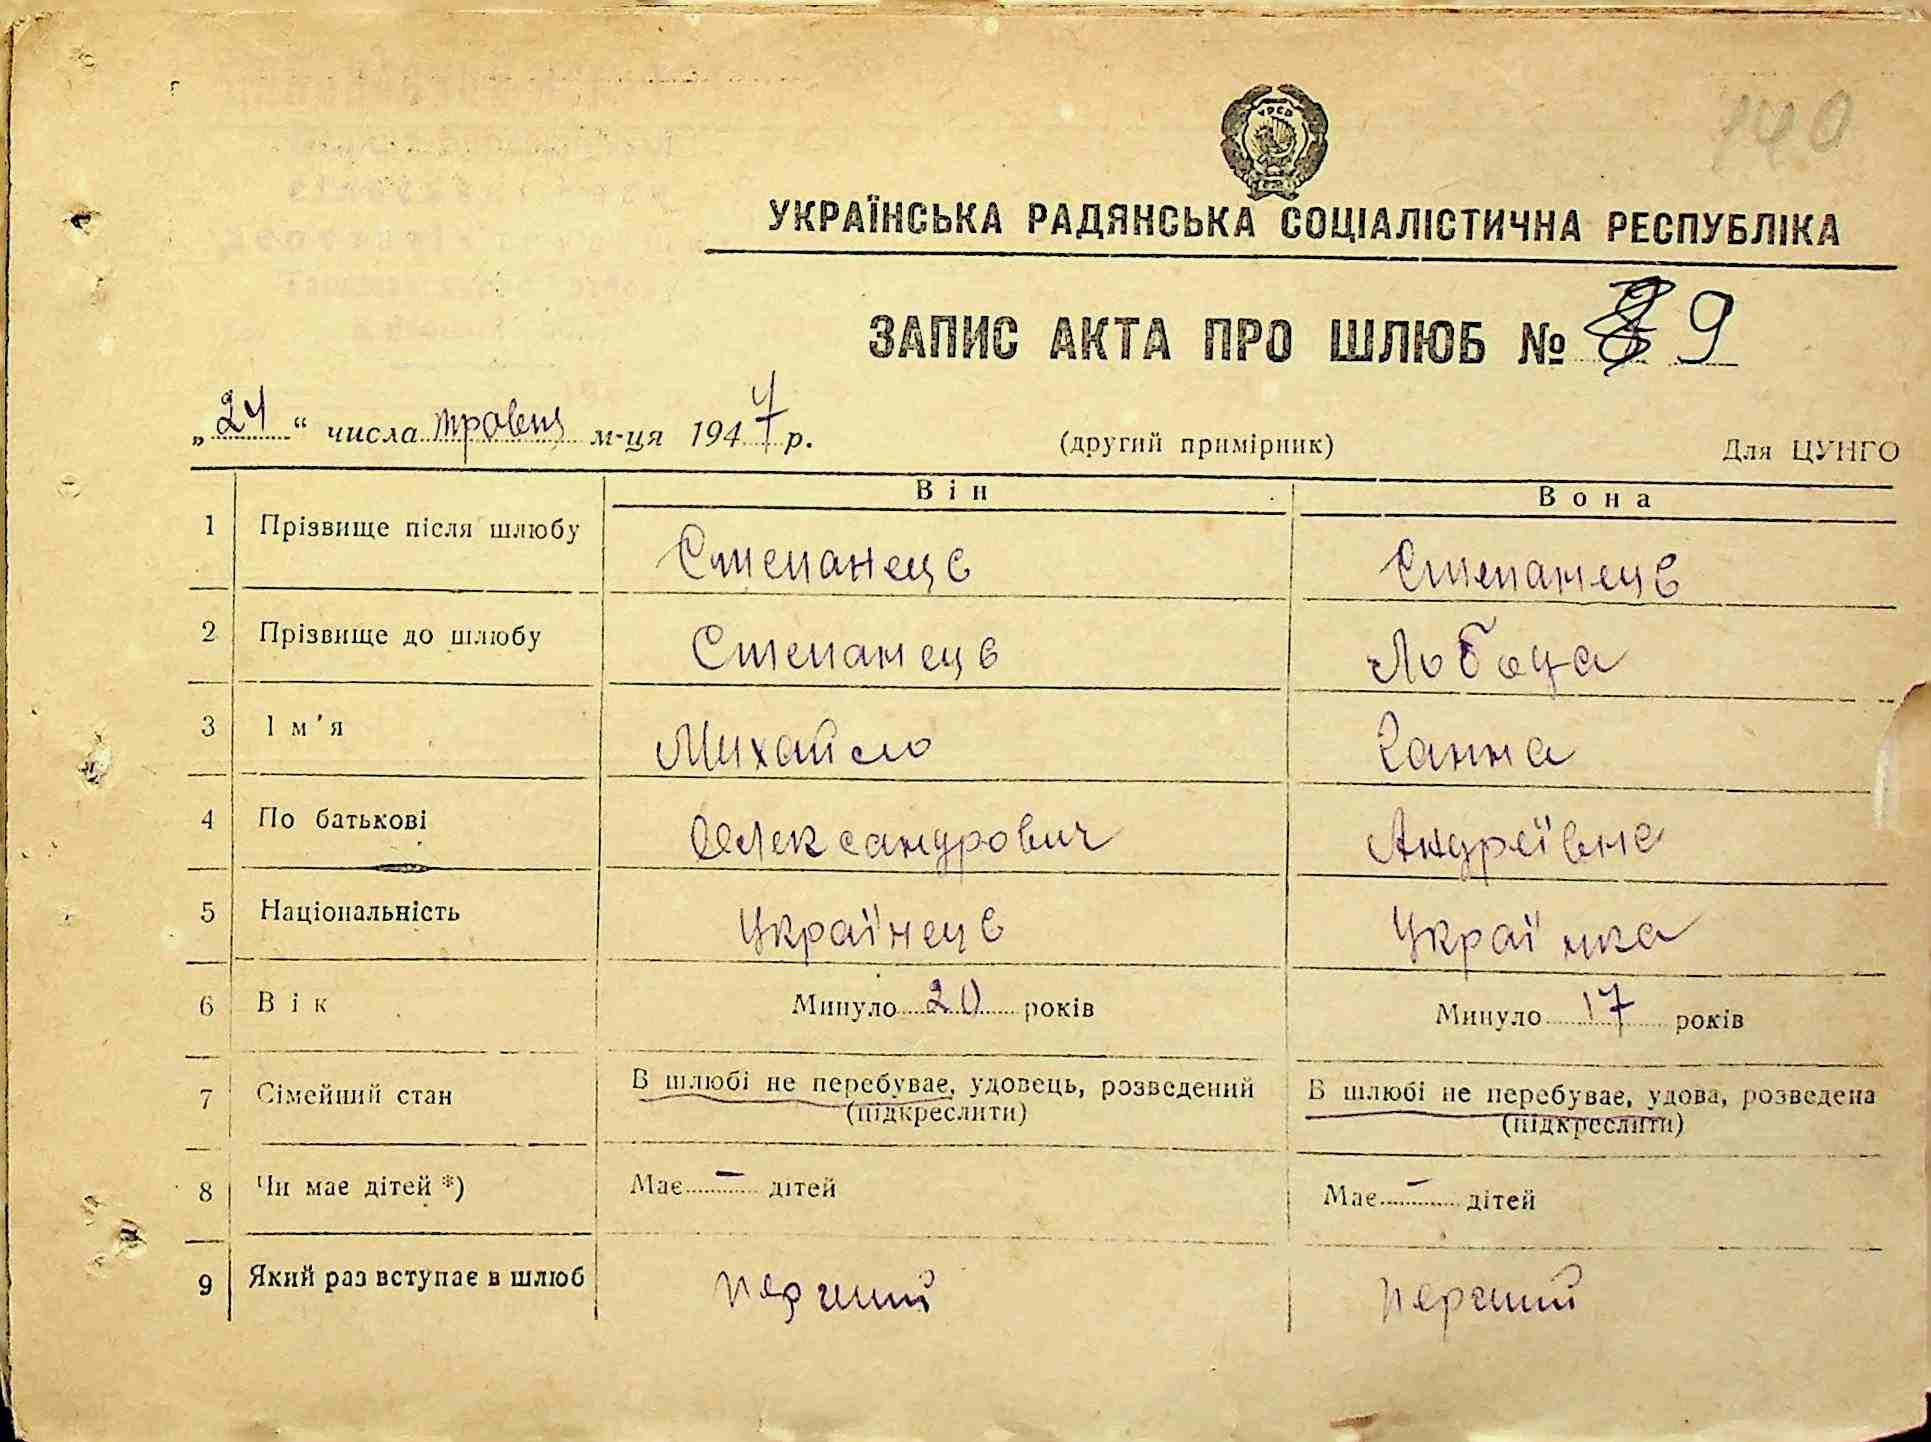 140
УРСР
УКРАЇНСЬКА РАДЯНСЬКА СОЦІАЛІСТИЧНА РЕСПУБЛІКА
ЗАПИС АКТА ПРО ШЛЮБ № 9
„24“ числа травня м-ця 1947 р. (другий примірник) Для ЦУНГО
Він Вона
1 Прізвище після шлюбу Степанець Степанець
2 Прізвище до шлюбу Степанець Лобоца
3 Ім'я Михайло Ганна
4 По батькові Олександрович Андреївна
5 Національність Українець Українка
6 Вік Минуло 20 років Минуло 17 років
7 Сімейний стан В шлюбі не перебуває, удовець, розведений В шлюбі не перебуває, удова, розведена
(підкреслити) (підкреслити)
8 Чи має дітей *) Має – дітей Має – дітей
9 Який раз вступає в шлюб перший перший